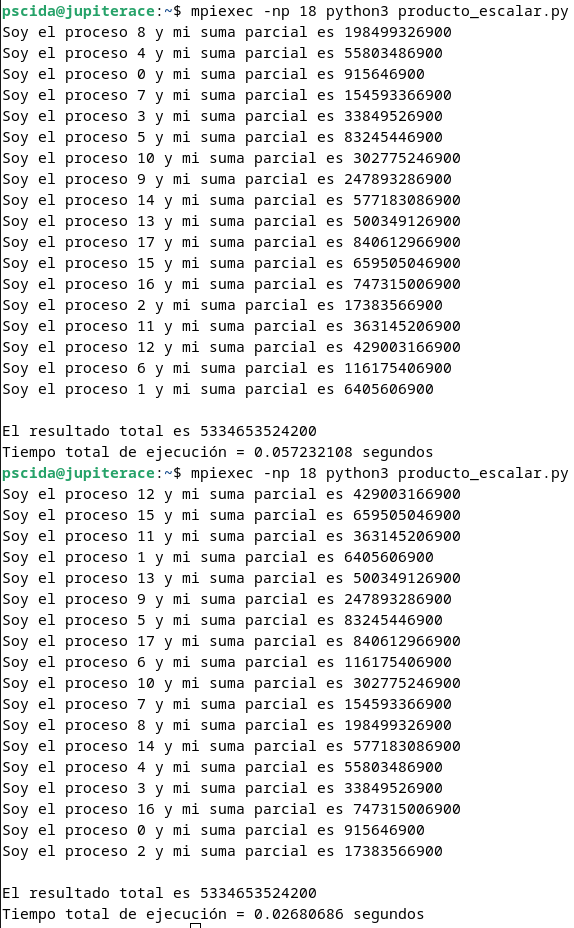 pscida@jupiterace:~$ mpiexec -np 18 python3 producto_escalar.py
Soy el proceso 8 y mi suma parcial es 198499326900
Soy el proceso 4 y mi suma parcial es 55803486900
Soy el proceso 0 y mi suma parcial es 915646900
Soy el proceso 7 y mi suma parcial es 154593366900
Soy el proceso 3 y mi suma parcial es 33849526900
Soy el proceso 5 y mi suma parcial es 83245446900
Soy el proceso 10 y mi suma parcial es 302775246900
Soy el proceso 9 y mi suma parcial es 247893286900
Soy el proceso 14 y mi suma parcial es 577183086900
Soy el proceso 13 y mi suma parcial es 500349126900
Soy el proceso 17 y mi suma parcial es 840612966900
Soy el proceso 15 y mi suma parcial es 659505046900
Soy el proceso 16 y mi suma parcial es 747315006900
Soy el proceso 2 y mi suma parcial es 17383566900
Soy el proceso 11 y mi suma parcial es 363145206900
Soy el proceso 12 y mi suma parcial es 429003166900
Soy el proceso 6 y mi suma parcial es 116175406900
Soy el proceso 1 y mi suma parcial es 6405606900

El resultado total es 5334653524200
Tiempo total de ejecución = 0.057232108 segundos
pscida@jupiterace:~$ mpiexec -np 18 python3 producto_escalar.py
Soy el proceso 12 y mi suma parcial es 429003166900
Soy el proceso 15 y mi suma parcial es 659505046900
Soy el proceso 11 y mi suma parcial es 363145206900
Soy el proceso 1 y mi suma parcial es 6405606900
Soy el proceso 13 y mi suma parcial es 500349126900
Soy el proceso 9 y mi suma parcial es 247893286900
Soy el proceso 5 y mi suma parcial es 83245446900
Soy el proceso 17 y mi suma parcial es 840612966900
Soy el proceso 6 y mi suma parcial es 116175406900
Soy el proceso 10 y mi suma parcial es 302775246900
Soy el proceso 7 y mi suma parcial es 154593366900
Soy el proceso 8 y mi suma parcial es 198499326900
Soy el proceso 14 y mi suma parcial es 577183086900
Soy el proceso 4 y mi suma parcial es 55803486900
Soy el proceso 3 y mi suma parcial es 33849526900
Soy el proceso 16 y mi suma parcial es 747315006900
Soy el proceso 0 y mi suma parcial es 915646900
Soy el proceso 2 y mi suma parcial es 17383566900

El resultado total es 5334653524200
Tiempo total de ejecución = 0.02680686 segundos